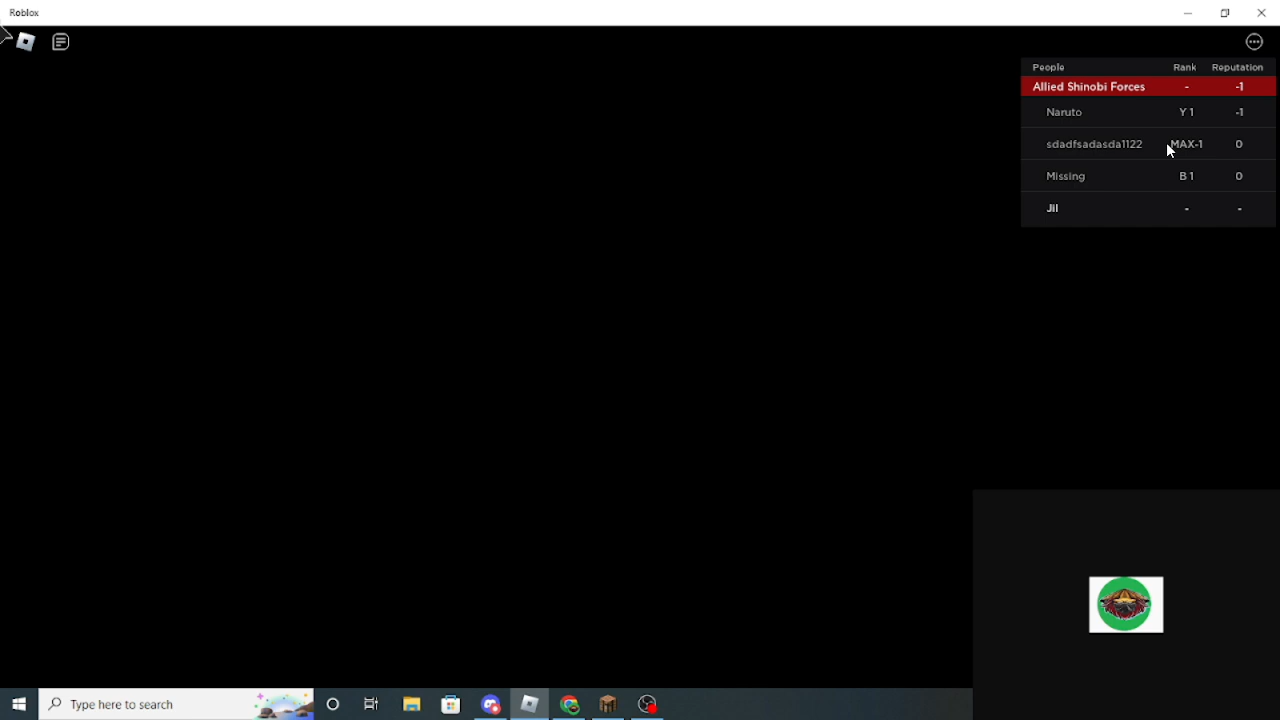 Roblox
People Rank Reputation
Allied Shinobi Forces - -1
Naruto Y 1 -1
sdadfsadasda1122 MAX-1 0
Missing B 1 0
Jil - -
Type here to search